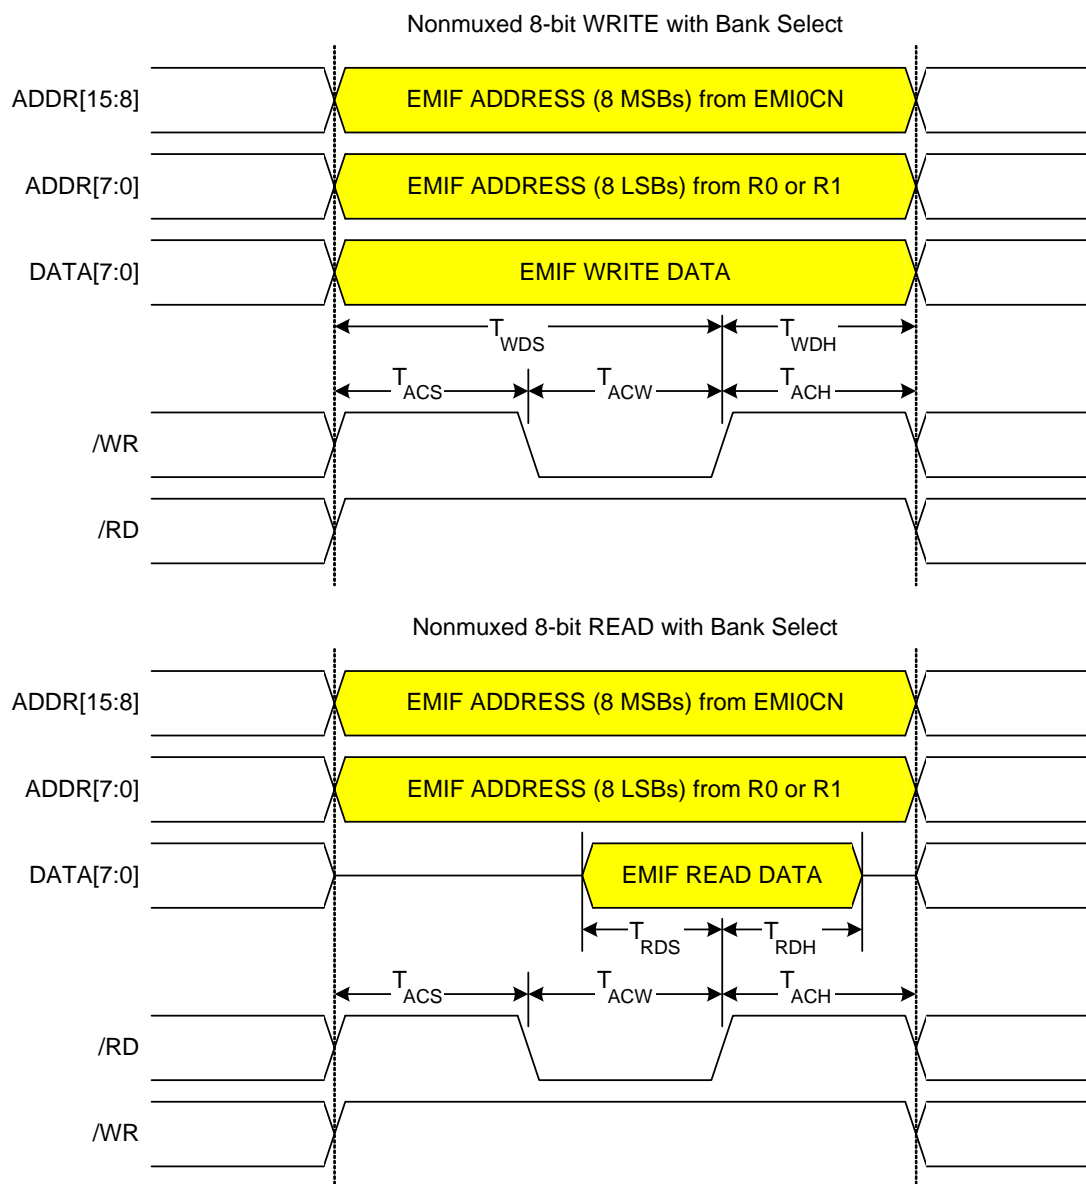 Nonmuxed 8-bit WRITE with Bank Select
ADDR[15:8]
EMIF ADDRESS (8 MSBs) from EMI0CN
ADDR[7:0]
EMIF ADDRESS (8 LSBs) from R0 or R1
DATA[7:0]
EMIF WRITE DATA
TWDS
TWDH
TACS
TACW
TACH
/WR
/RD
Nonmuxed 8-bit READ with Bank Select
ADDR[15:8]
EMIF ADDRESS (8 MSBs) from EMI0CN
ADDR[7:0]
EMIF ADDRESS (8 LSBs) from R0 or R1
DATA[7:0]
EMIF READ DATA
TRDS
TRDH
TACS
TACW
TACH
/RD
/WR